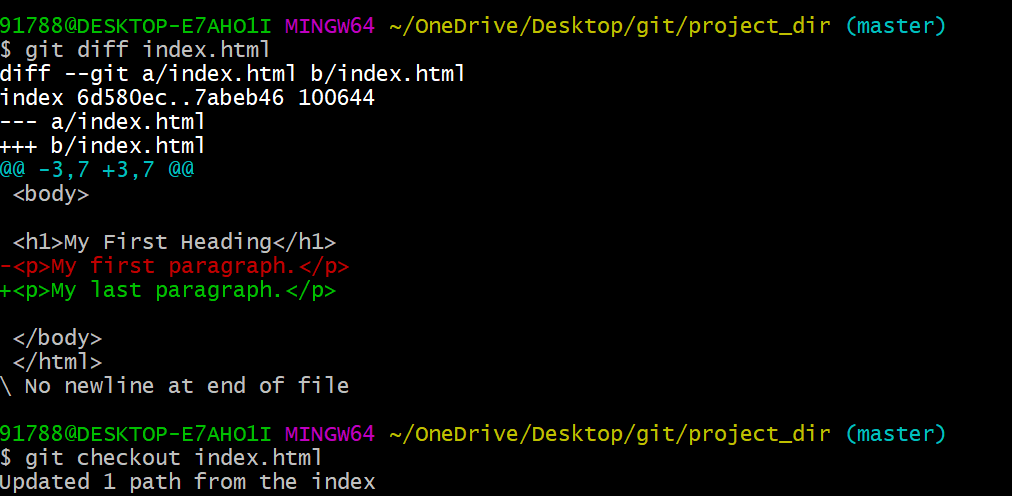 91788@DESKTOP-E7AHO1I MINGW64 ~/OneDrive/Desktop/git/project_dir (master)
$ git diff index.html
diff --git a/index.html b/index.html
index 6d580ec..7abeb46 100644
--- a/index.html
+++ b/index.html
@@ -3,7 +3,7 @@
 <body>

 <h1>My First Heading</h1>
-<p>My first paragraph.</p>
+<p>My last paragraph.</p>

 </body>
 </html>
\ No newline at end of file

91788@DESKTOP-E7AHO1I MINGW64 ~/OneDrive/Desktop/git/project_dir (master)
$ git checkout index.html
Updated 1 path from the index